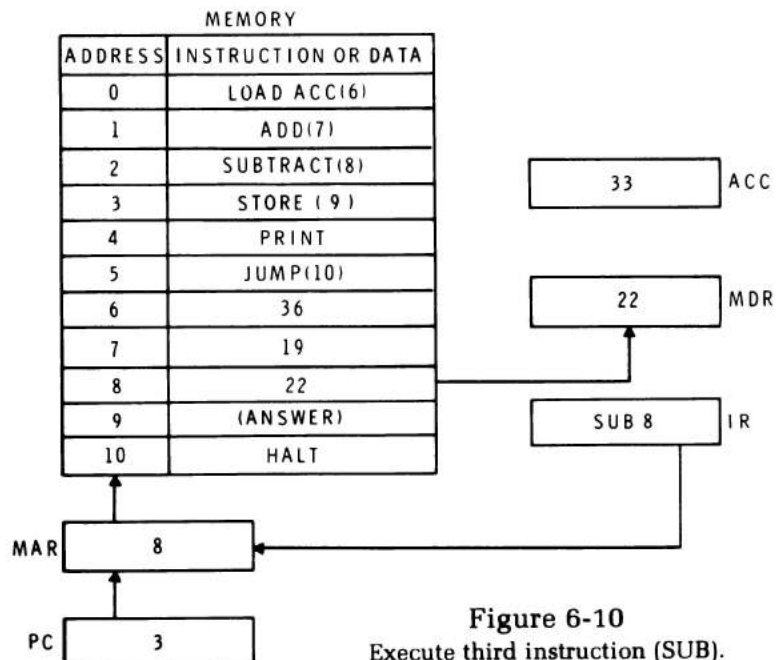 MEMORY
ADDRESS INSTRUCTION OR DATA
0 LOAD ACC(6)
1 ADD(7)
2 SUBTRACT(8)
3 STORE (9)
4 PRINT
5 JUMP(10)
6 36
7 19
8 22
9 (ANSWER)
10 HALT
33 ACC
22 MDR
SUB 8 IR
MAR 8
PC 3
Figure 6-10
Execute third instruction (SUB).